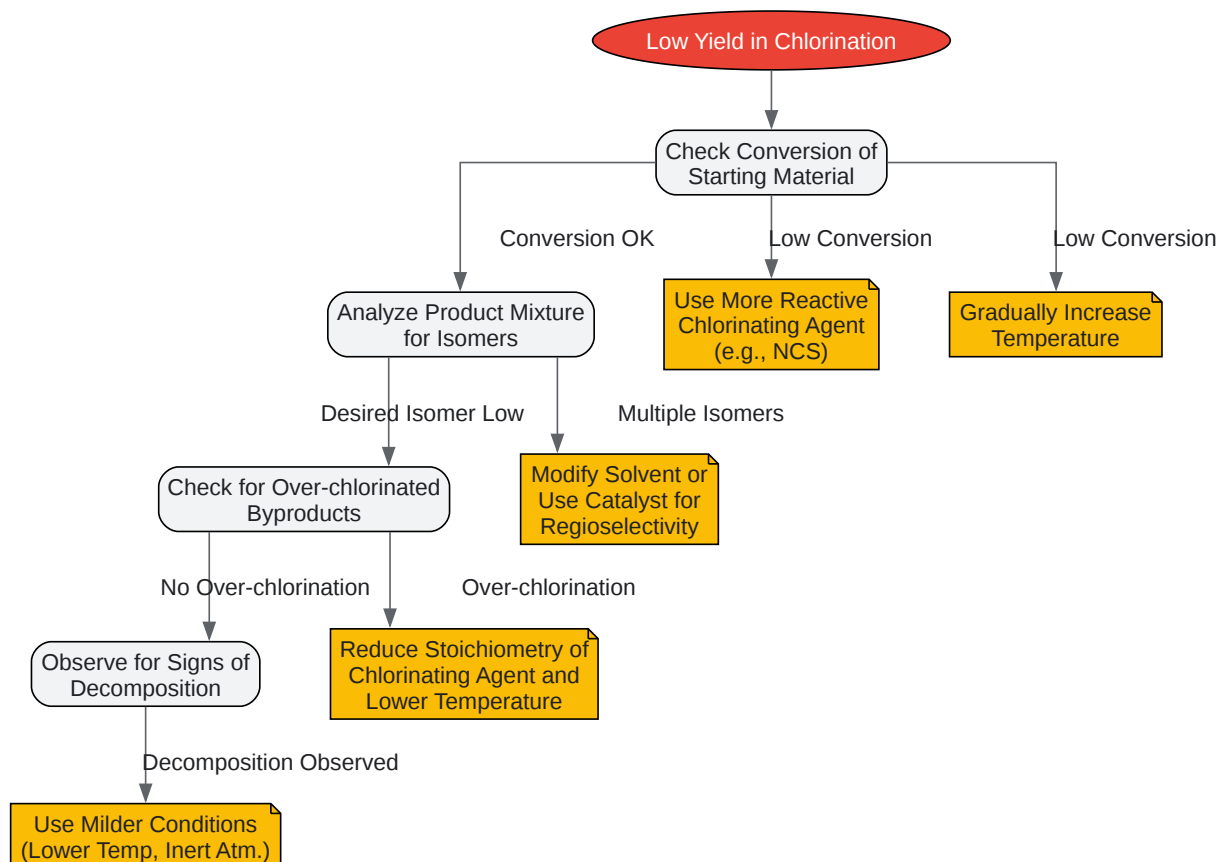 Low Yield in Chlorination
Check Conversion of
Starting Material
Conversion OK
Low Conversion
Low Conversion
Analyze Product Mixture
for Isomers
Use More Reactive
Chlorinating Agent
(e.g., NCS)
Gradually Increase
Temperature
Desired Isomer Low
Multiple Isomers
Check for Over-chlorinated
Byproducts
Modify Solvent or
Use Catalyst for
Regioselectivity
No Over-chlorination
Over-chlorination
Observe for Signs of
Decomposition
Reduce Stoichiometry of
Chlorinating Agent and
Lower Temperature
Decomposition Observed
Use Milder Conditions
(Lower Temp, Inert Atm.)